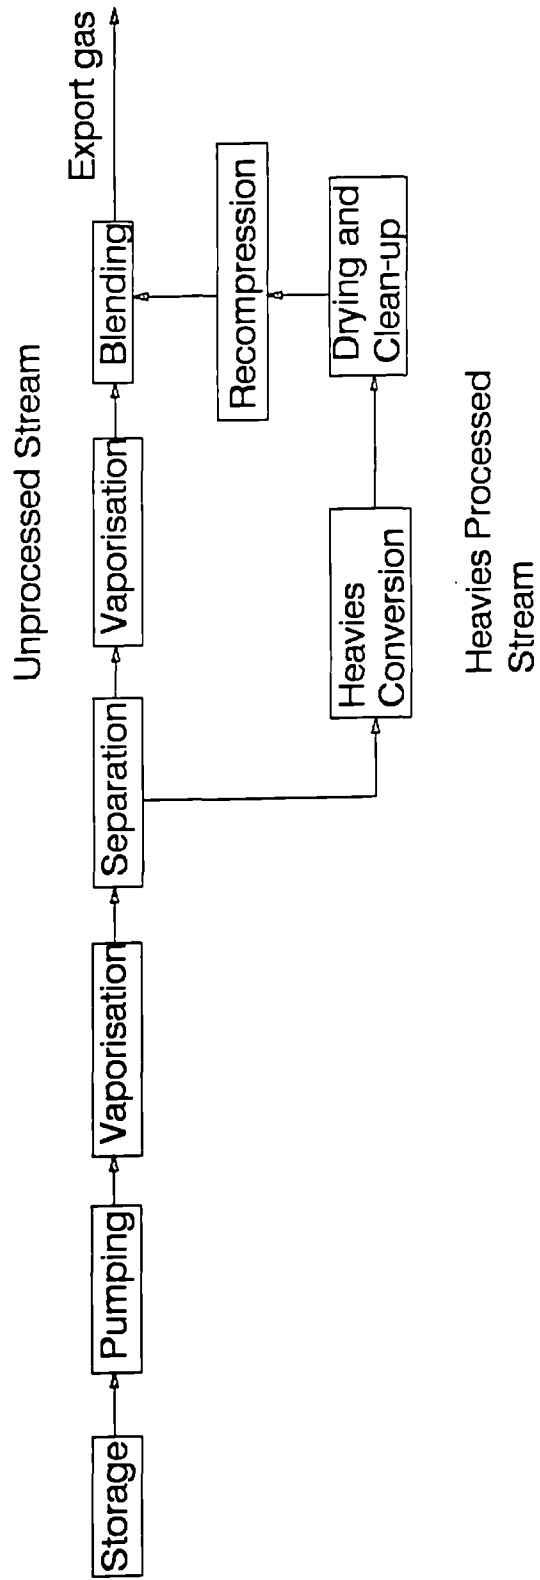 Unprocessed Stream
Export gas
Storage
Pumping
Vaporisation
Separation
Vaporisation
Blending
Recompression
Heavies
Conversion
Drying and
Clean-up
Heavies Processed
Stream